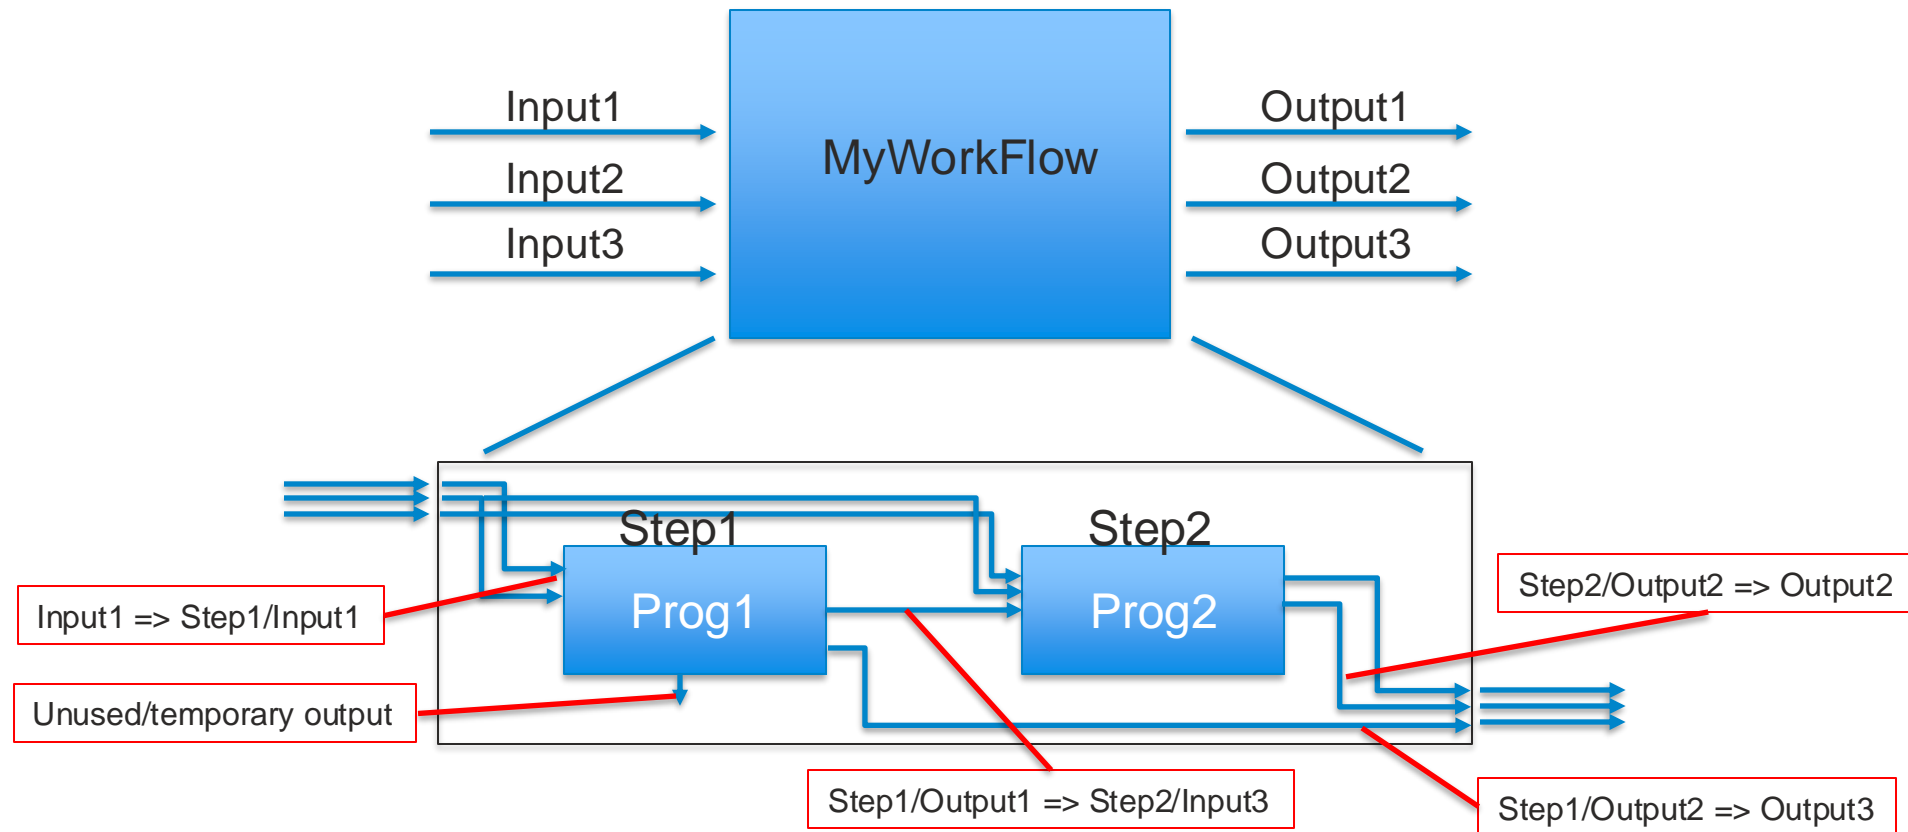 Input1
Output1
MyWorkFlow
Input2
Output2
Input3
Output3
Step1
Step2
Prog1
Prog2
Input1 => Step1/Input1
Step2/Output2 => Output2
Unused/temporary output
Step1/Output1 => Step2/Input3
Step1/Output2 => Output3